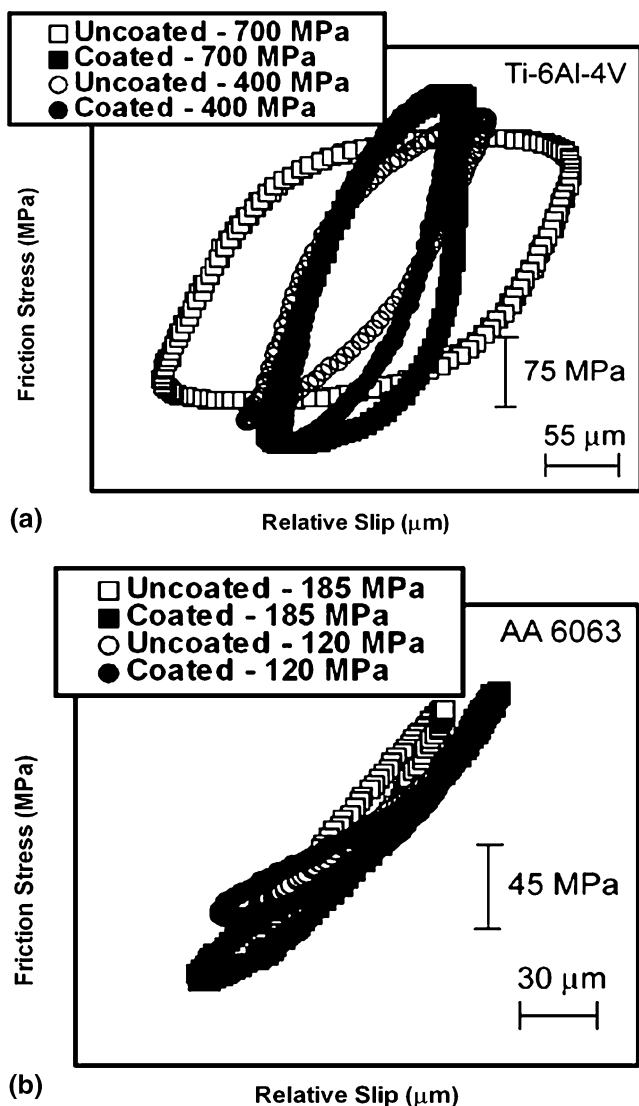 Uncoated - 700 MPa
Coated - 700 MPa
Uncoated - 400 MPa
Coated - 400 MPa
Ti-6Al-4V
Friction Stress (MPa)
75 MPa
55 μm
(a)
Relative Slip (μm)
Uncoated - 185 MPa
Coated - 185 MPa
Uncoated - 120 MPa
Coated - 120 MPa
AA 6063
Friction Stress (MPa)
45 MPa
30 μm
(b)
Relative Slip (μm)